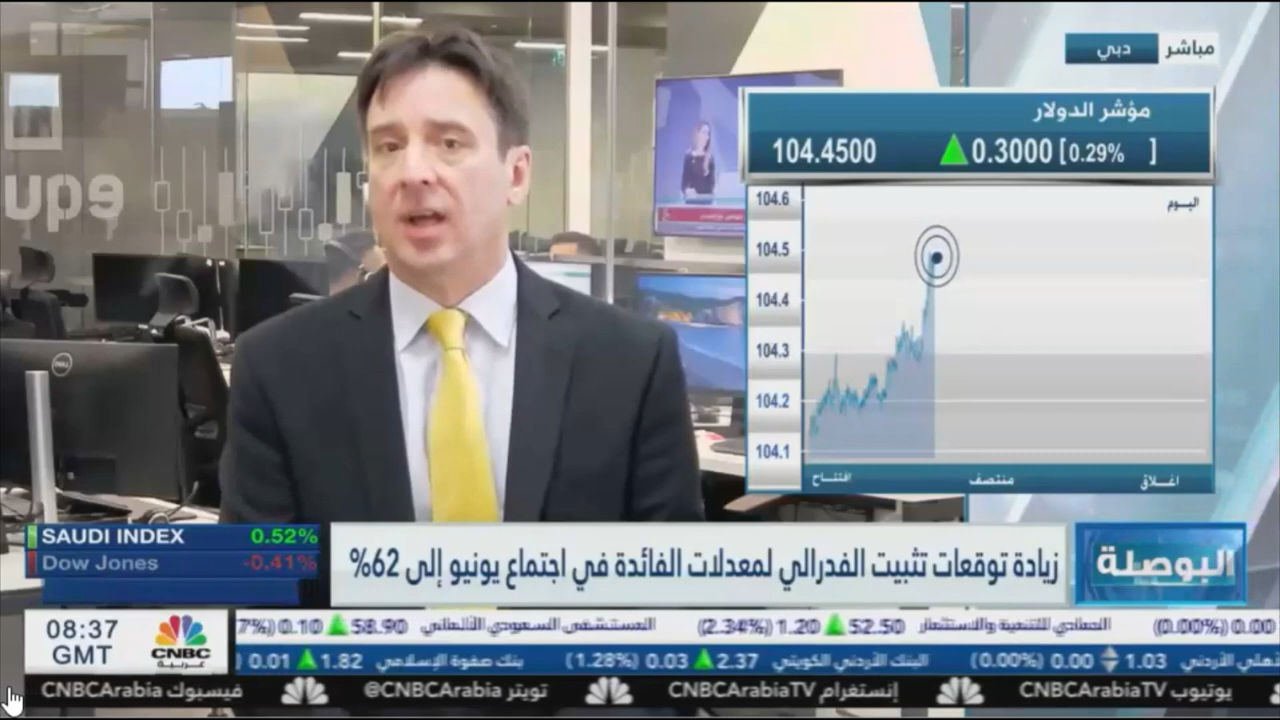 مباشر دبي
مؤشر الدولار
104.4500 0.3000 [0.29% ]
اليوم
104.6
104.5
104.4
104.3
104.2
104.1
افتتاح منتصف اغلاق
DELL
SAUDI INDEX 0.52%
Dow Jones -0.41%
زيادة توقعات تثبيت الفدرالي لمعدلات الفائدة في اجتماع يونيو إلى 62%
البوصلة
08:37
GMT
CNBC
عربية
0.00 (0.00%) الحمادي للتنمية والاستثمار 52.50 1.20 (2.34%) المستشفى السعودي الألماني 58.90 0.10
الأردني 1.03 0.00 (0.00%) البنك الأردني الكويتي 2.37 0.03 (1.28%) بنك صفوة الإسلامي 1.82 0.01
يوتيوب CNBCArabiaTV إنستغرام CNBCArabiaTV تويتر @CNBCArabia فيسبوك CNBCArabia